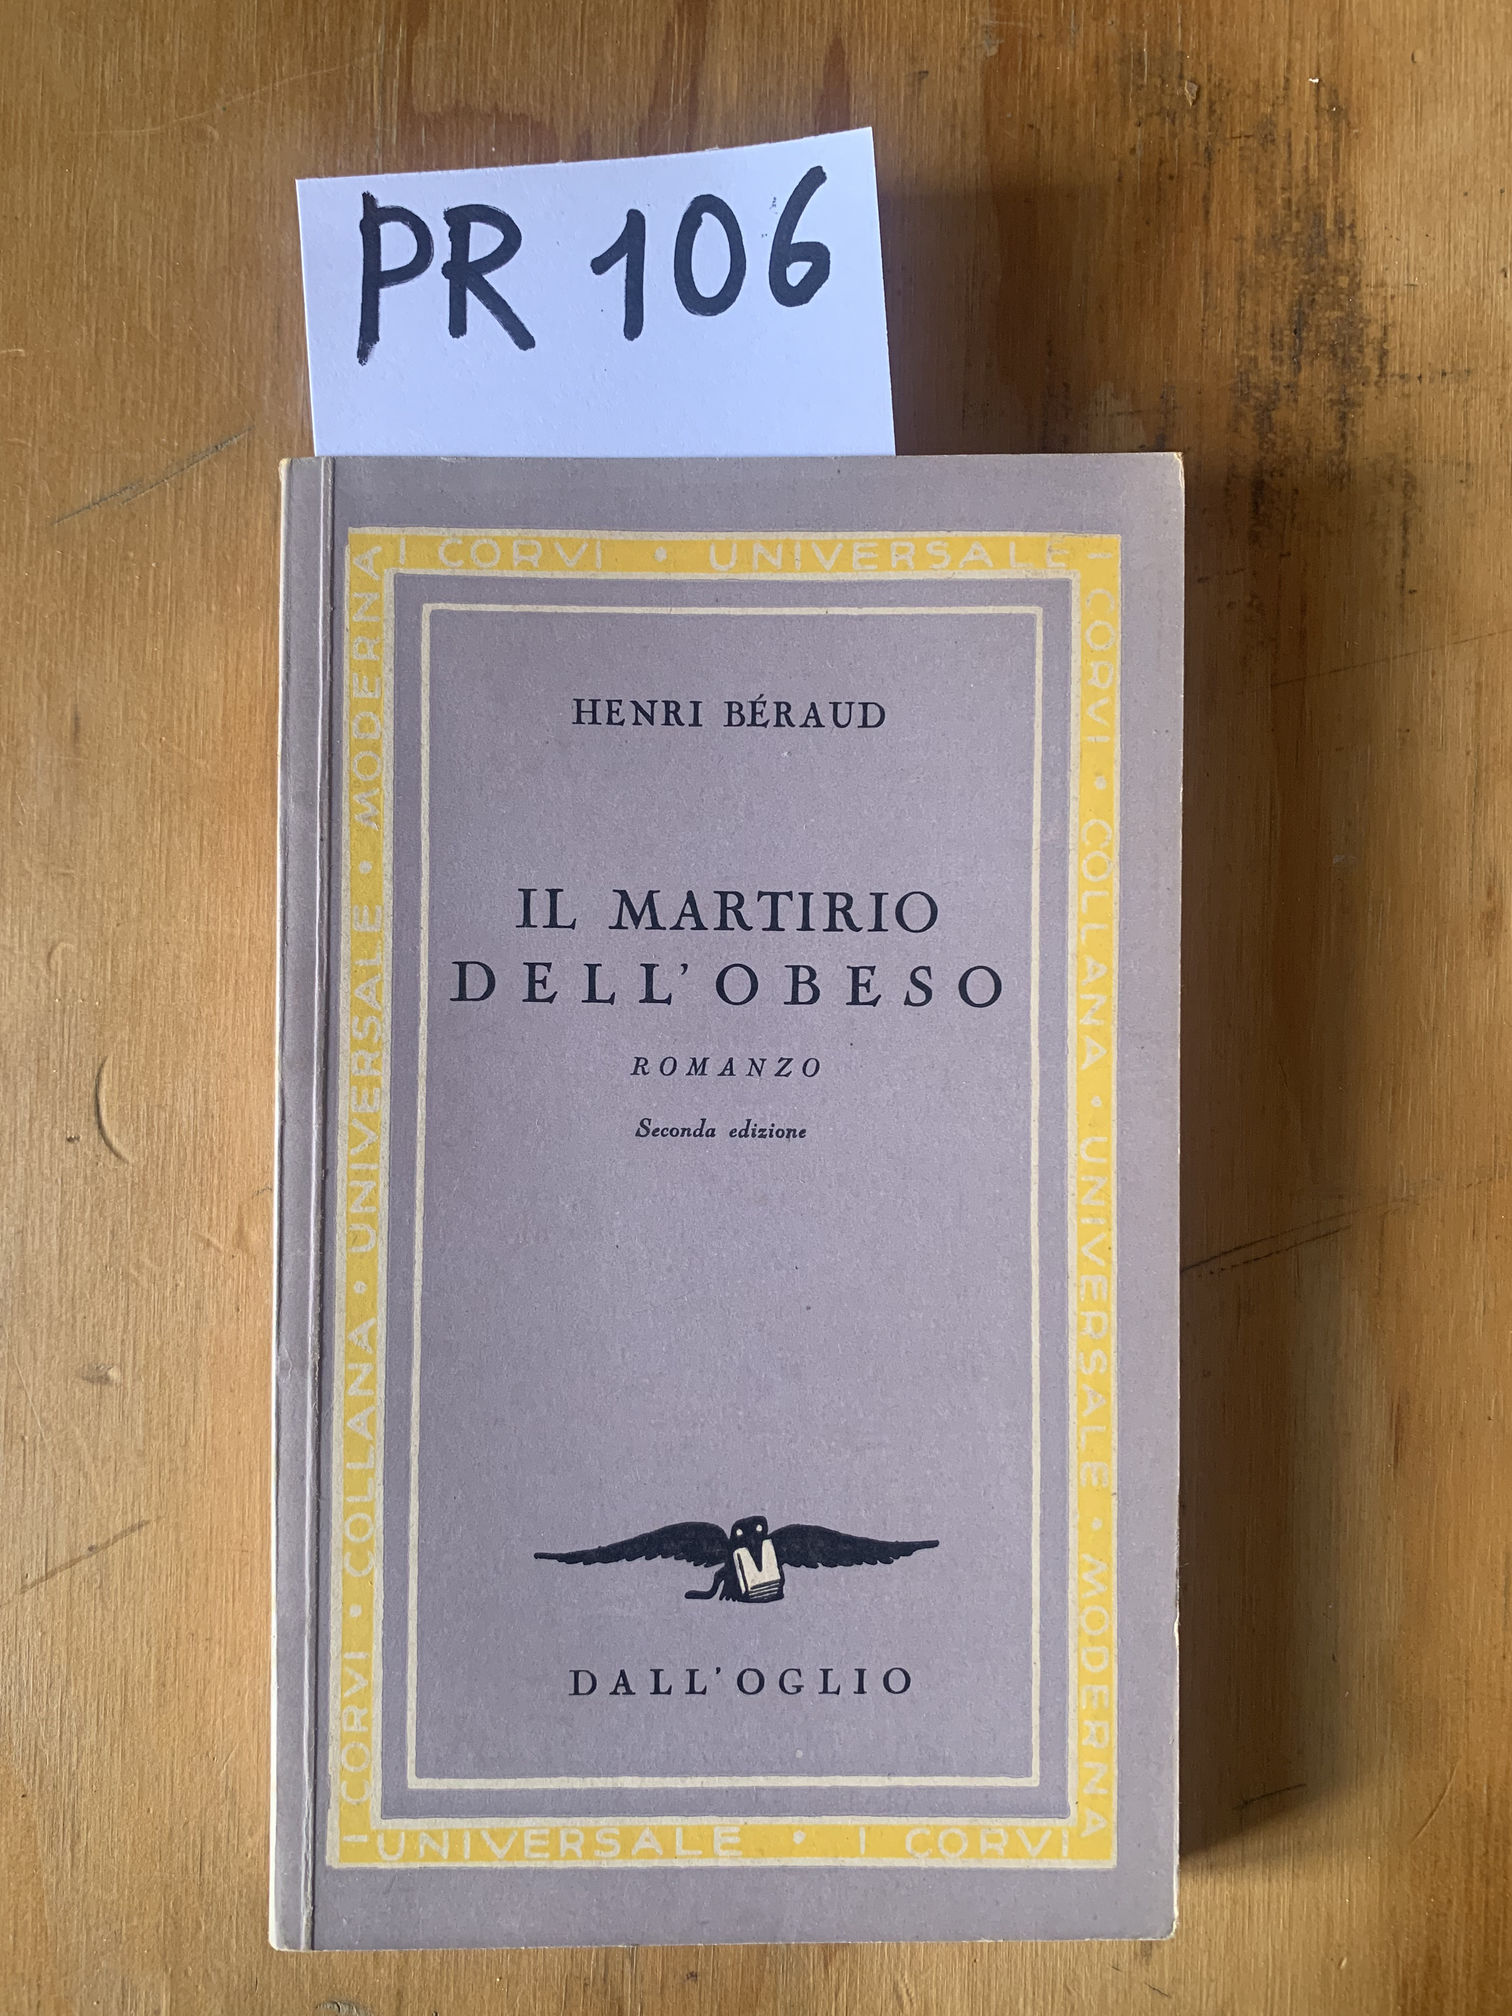 PR 106
I CORVI • UNIVERSALE
I CORVI • COLLANA • UNIVERSALE • MODERNA
I CORVI • COLLANA • UNIVERSALE • MODERNA
HENRI BÉRAUD
IL MARTIRIO
DELL'OBESO
ROMANZO
Seconda edizione
DALL'OGLIO
UNIVERSALE • I CORVI